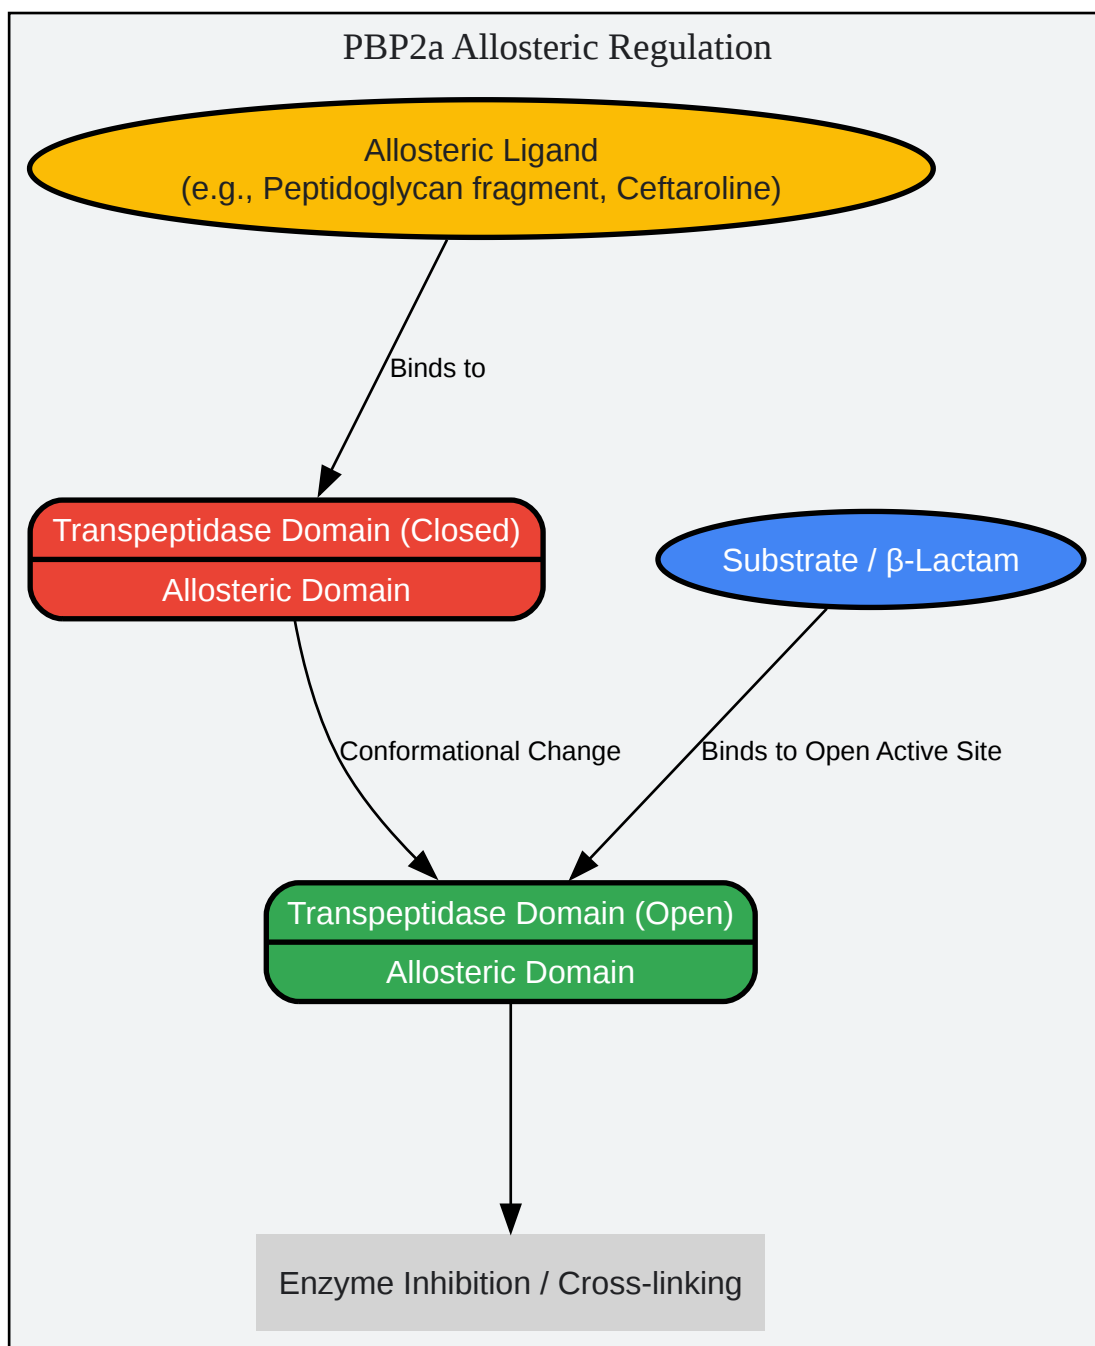 PBP2a Allosteric Regulation
Allosteric Ligand
(e.g., Peptidoglycan fragment, Ceftaroline)
Binds to
Transpeptidase Domain (Closed)
Allosteric Domain
Substrate / β-Lactam
Conformational Change
Binds to Open Active Site
Transpeptidase Domain (Open)
Allosteric Domain
Enzyme Inhibition / Cross-linking